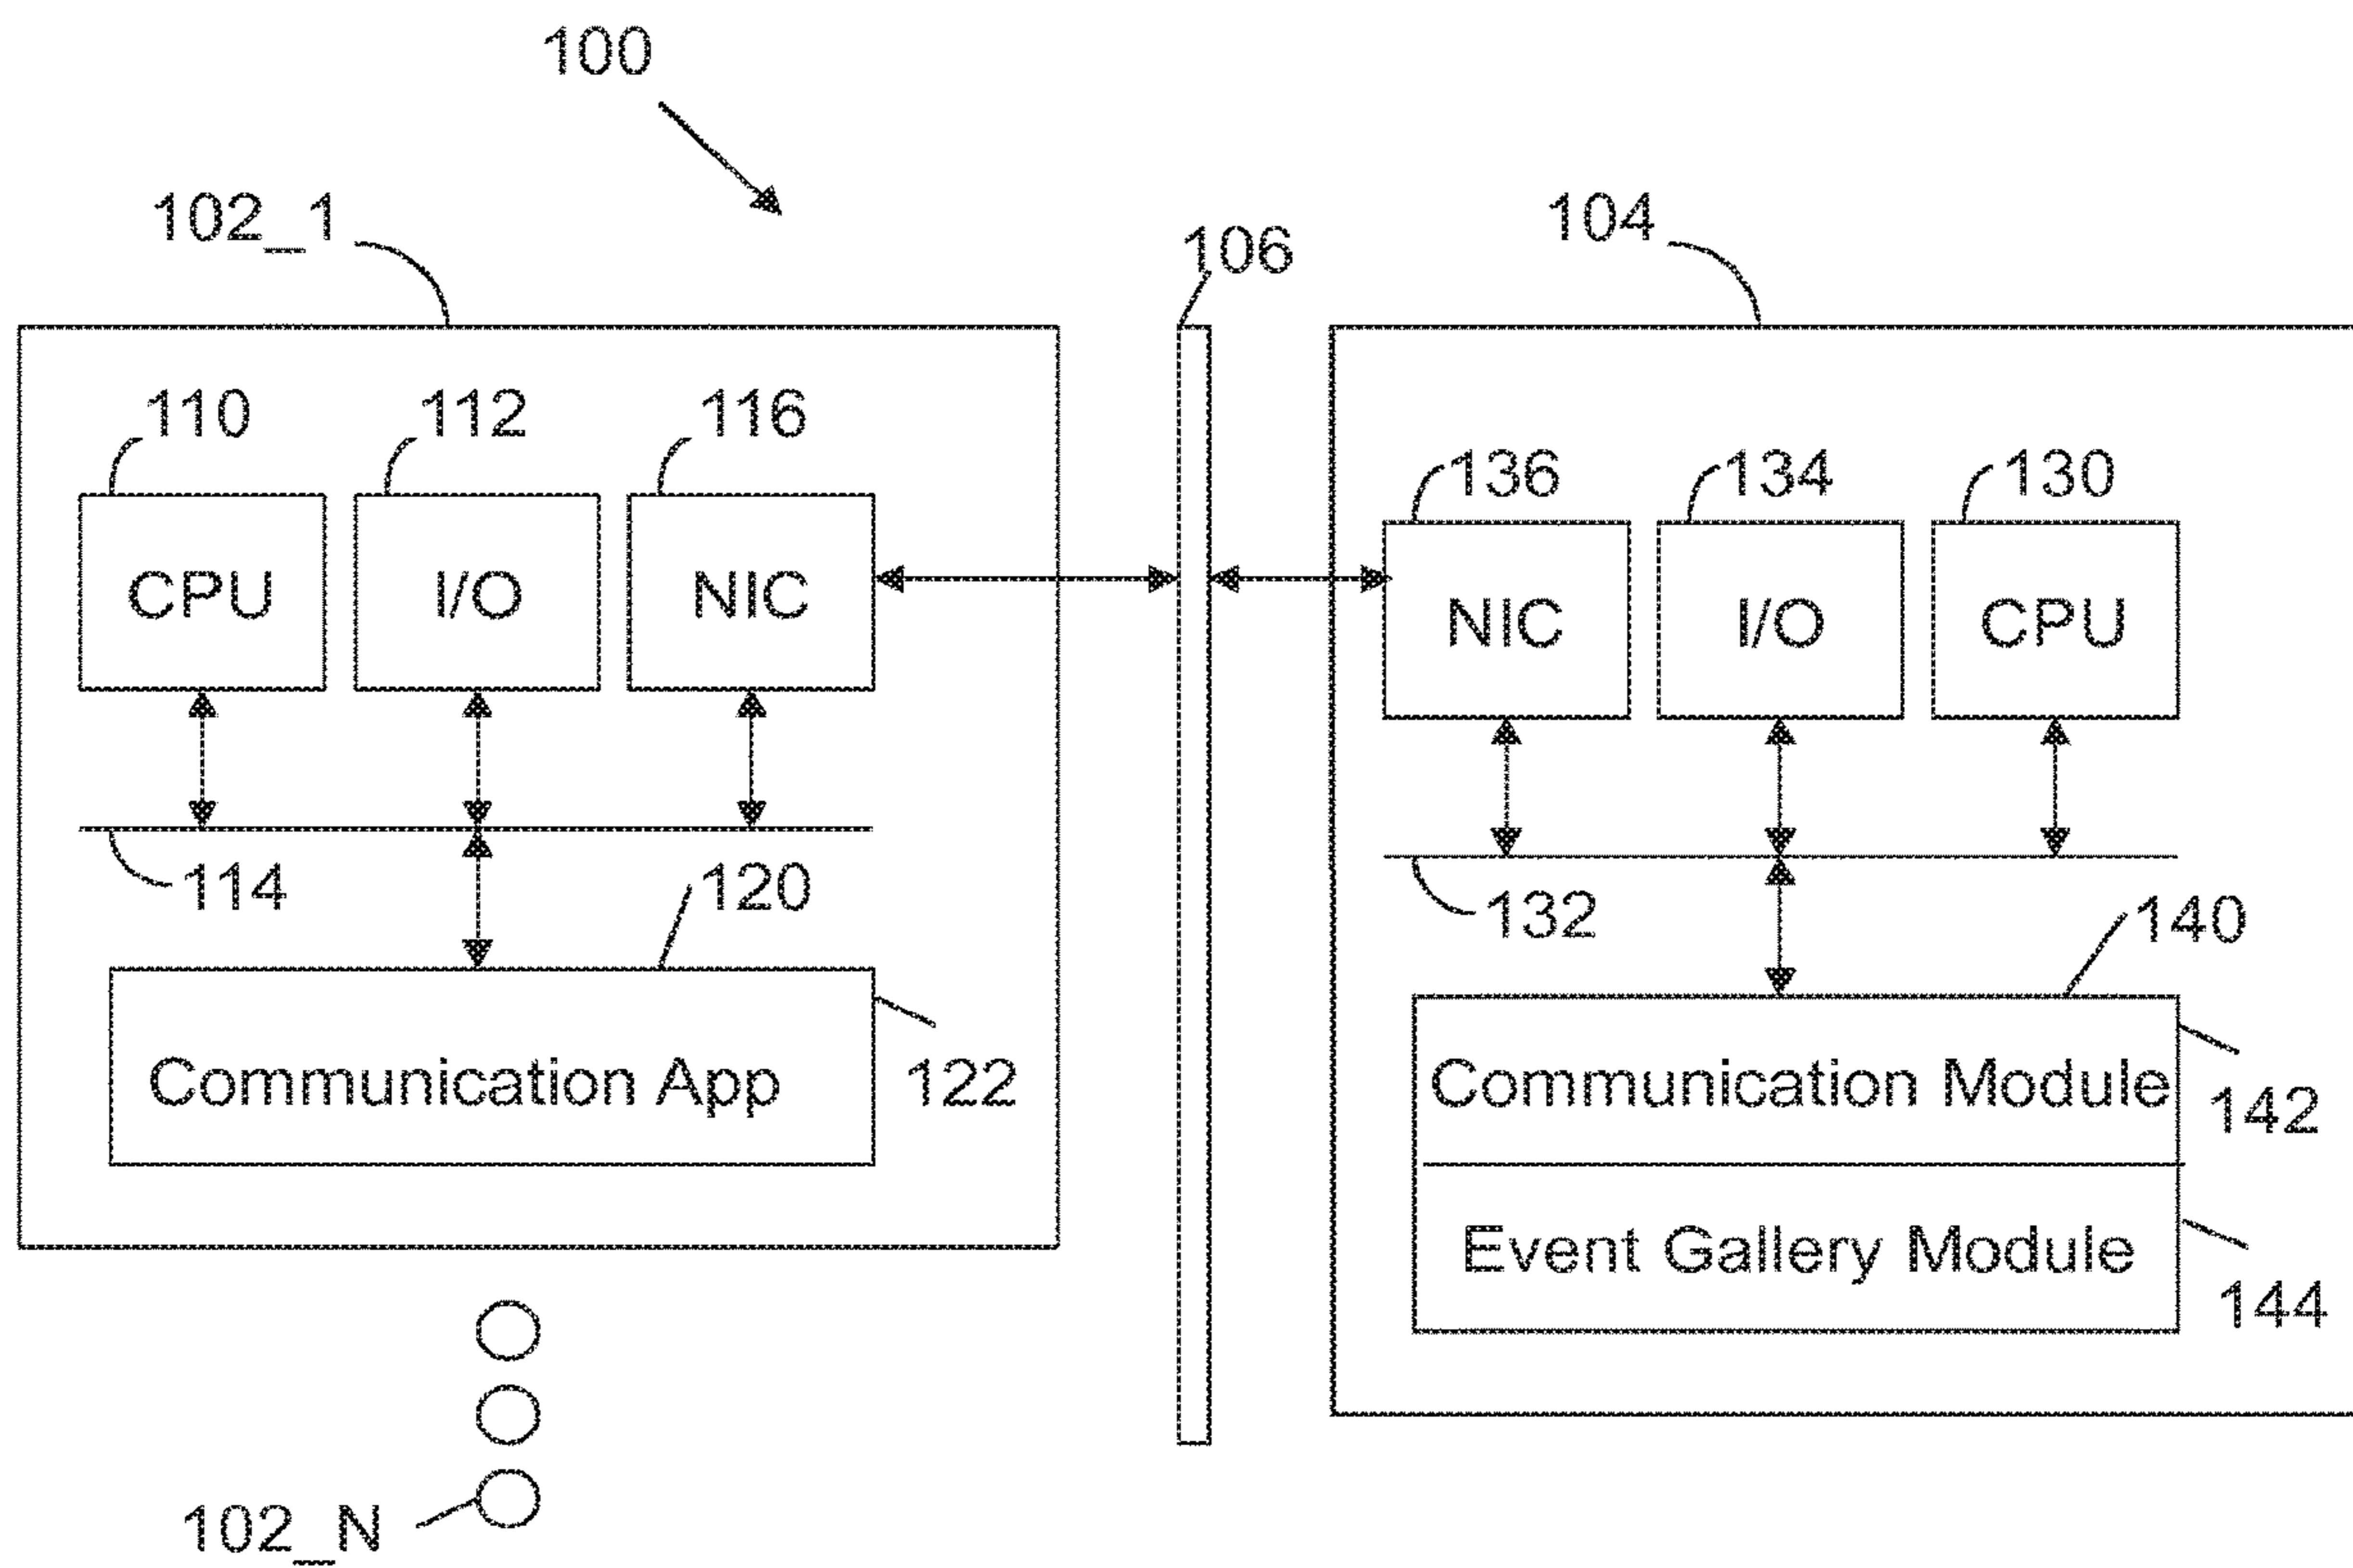 100
102_1
106
104
110
112
116
136
134
130
CPU
I/O
NIC
NIC
I/O
CPU
114
120
132
140
Communication App
122
Communication Module
142
Event Gallery Module
144
102_N